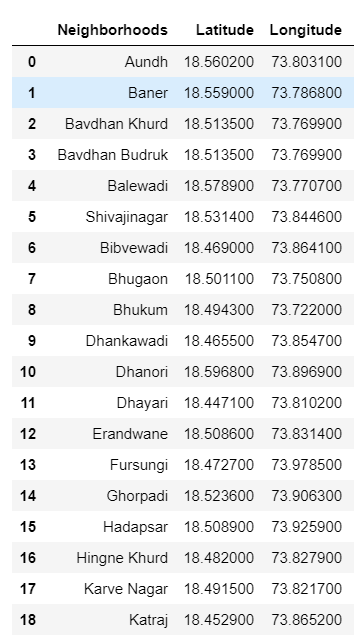 Neighborhoods Latitude Longitude
0 Aundh 18.560200 73.803100
1 Baner 18.559000 73.786800
2 Bavdhan Khurd 18.513500 73.769900
3 Bavdhan Budruk 18.513500 73.769900
4 Balewadi 18.578900 73.770700
5 Shivajinagar 18.531400 73.844600
6 Bibvewadi 18.469000 73.864100
7 Bhugaon 18.501100 73.750800
8 Bhukum 18.494300 73.722000
9 Dhankawadi 18.465500 73.854700
10 Dhanori 18.596800 73.896900
11 Dhayari 18.447100 73.810200
12 Erandwane 18.508600 73.831400
13 Fursungi 18.472700 73.978500
14 Ghorpadi 18.523600 73.906300
15 Hadapsar 18.508900 73.925900
16 Hingne Khurd 18.482000 73.827900
17 Karve Nagar 18.491500 73.821700
18 Katraj 18.452900 73.865200